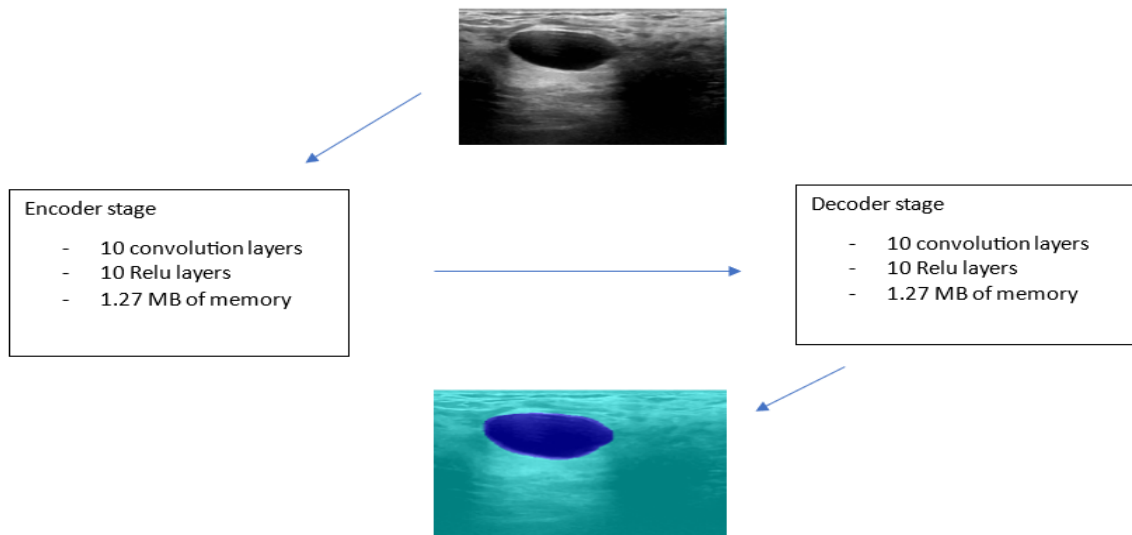 Encoder stage
- 10 convolution layers
- 10 Relu layers
- 1.27 MB of memory
Decoder stage
- 10 convolution layers
- 10 Relu layers
- 1.27 MB of memory